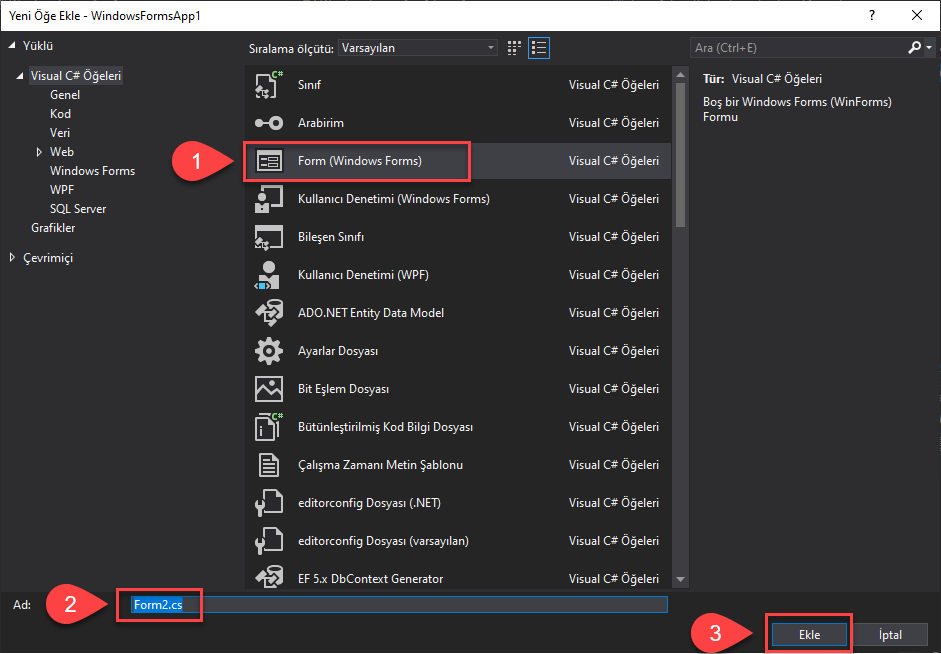 Yeni Öğe Ekle - WindowsFormsApp1
?
Yüklü
Visual C# Öğeleri
Genel
Kod
Veri
Web
Windows Forms
WPF
SQL Server
Grafikler
Çevrimiçi
Sıralama ölçütü: Varsayılan
Ara (Ctrl+E)
Sınıf Visual C# Öğeleri
Arabirim Visual C# Öğeleri
1
Form (Windows Forms) Visual C# Öğeleri
Kullanıcı Denetimi (Windows Forms) Visual C# Öğeleri
Bileşen Sınıfı Visual C# Öğeleri
Kullanıcı Denetimi (WPF) Visual C# Öğeleri
ADO.NET Entity Data Model Visual C# Öğeleri
Ayarlar Dosyası Visual C# Öğeleri
Bit Eşlem Dosyası Visual C# Öğeleri
Bütünleştirilmiş Kod Bilgi Dosyası Visual C# Öğeleri
Çalışma Zamanı Metin Şablonu Visual C# Öğeleri
editorconfig Dosyası (.NET) Visual C# Öğeleri
editorconfig Dosyası (varsayılan) Visual C# Öğeleri
EF 5.x DbContext Generator Visual C# Öğeleri
Tür: Visual C# Öğeleri
Boş bir Windows Forms (WinForms)
Formu
Ad: 2 Form2.cs
3 Ekle İptal